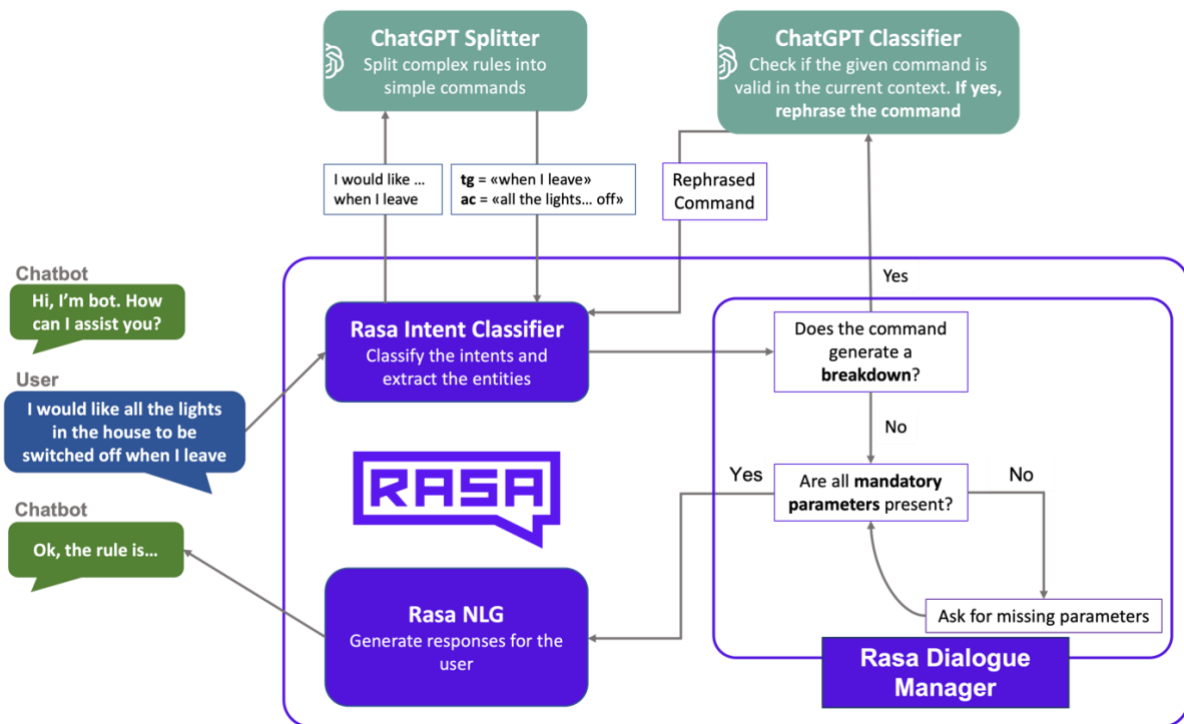 ChatGPT Splitter
Split complex rules into
simple commands
ChatGPT Classifier
Check if the given command is
valid in the current context. If yes,
rephrase the command
I would like ...
when I leave
tg = «when I leave»
ac = «all the lights... off»
Rephrased
Command
Yes
Chatbot
Hi, I'm bot. How
can I assist you?
User
I would like all the lights
in the house to be
switched off when I leave
Chatbot
Ok, the rule is...
Rasa Intent Classifier
Classify the intents and
extract the entities
RASA
Rasa NLG
Generate responses for the
user
Does the command
generate a
breakdown?
No
Yes
Are all mandatory
parameters present?
No
Ask for missing parameters
Rasa Dialogue
Manager